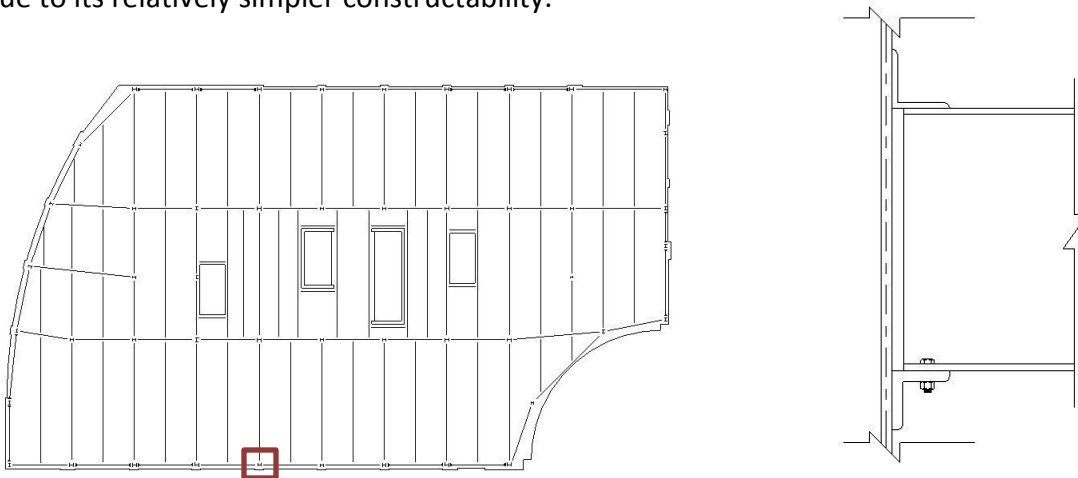 due to its relatively simpler constructability.